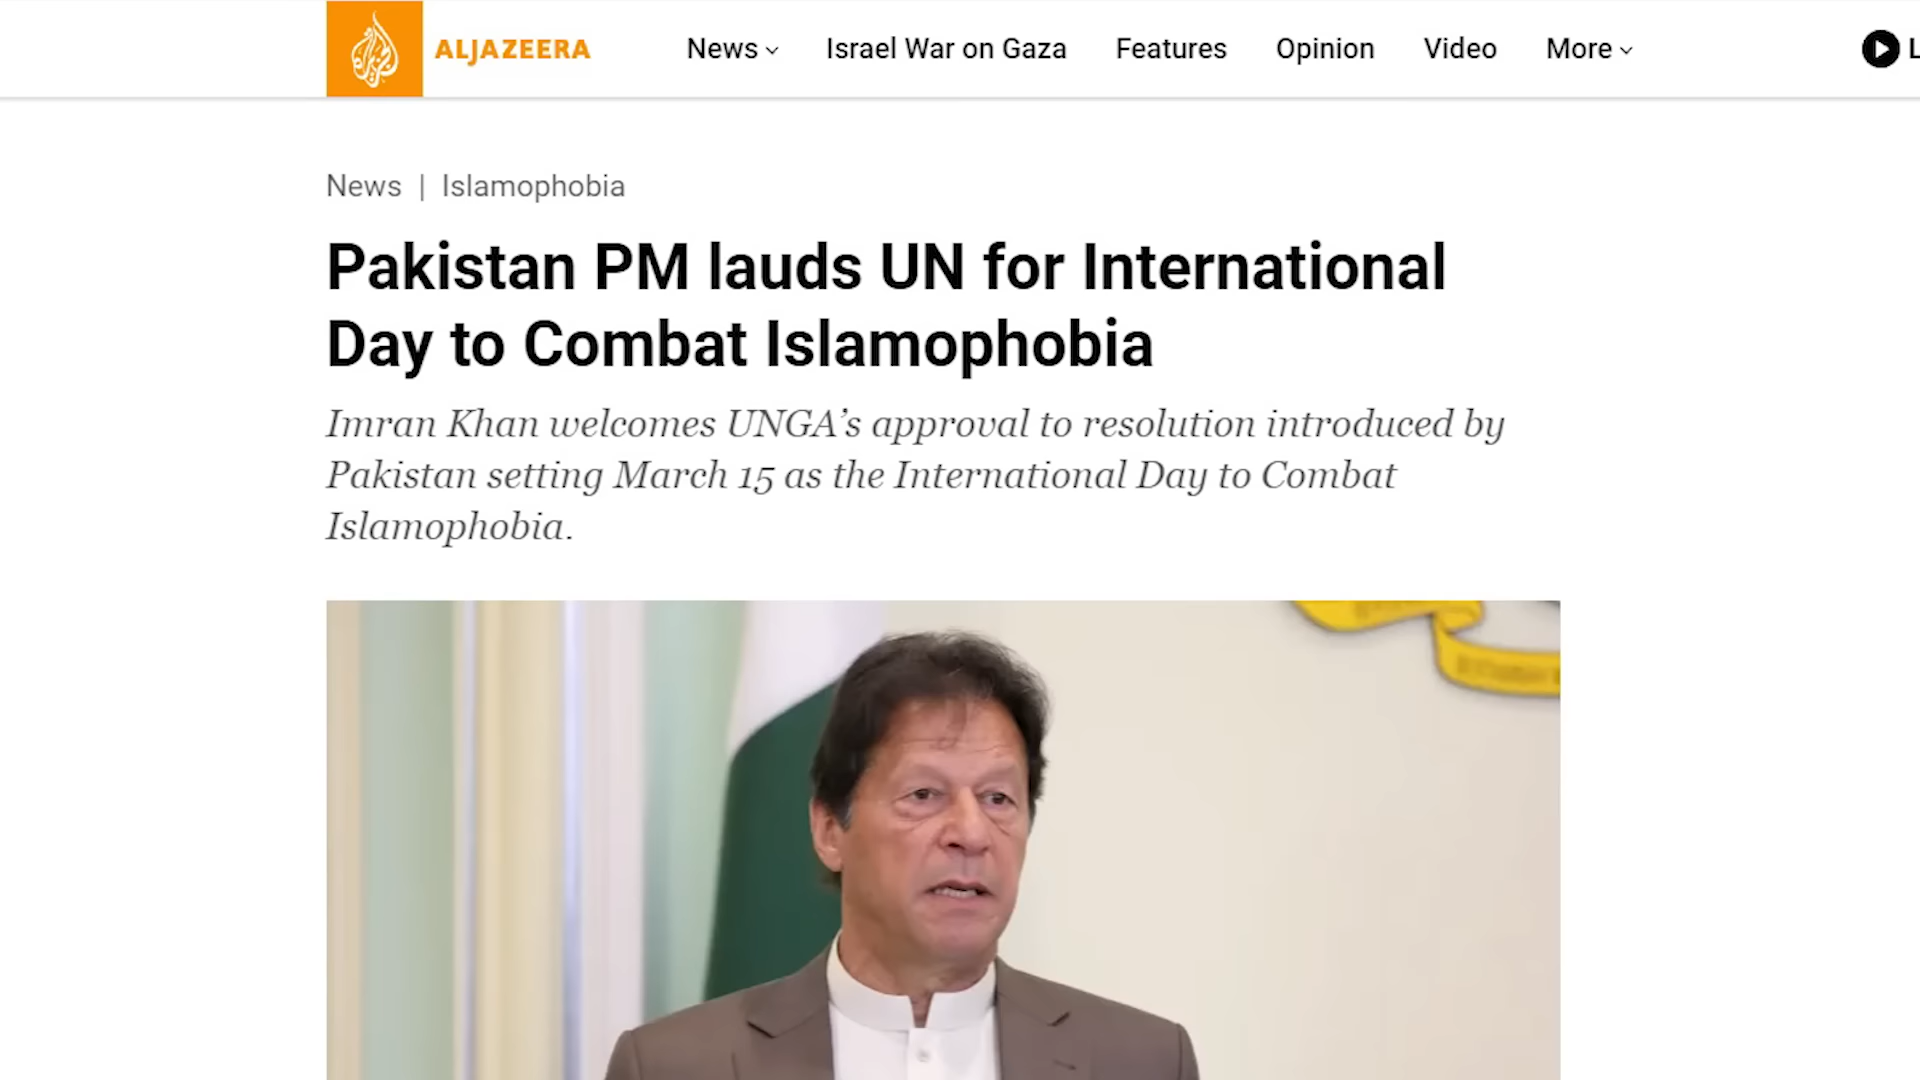 ALJAZEERA
News
Israel War on Gaza
Features
Opinion
Video
More
News | Islamophobia
Pakistan PM lauds UN for International
Day to Combat Islamophobia
Imran Khan welcomes UNGA’s approval to resolution introduced by
Pakistan setting March 15 as the International Day to Combat
Islamophobia.